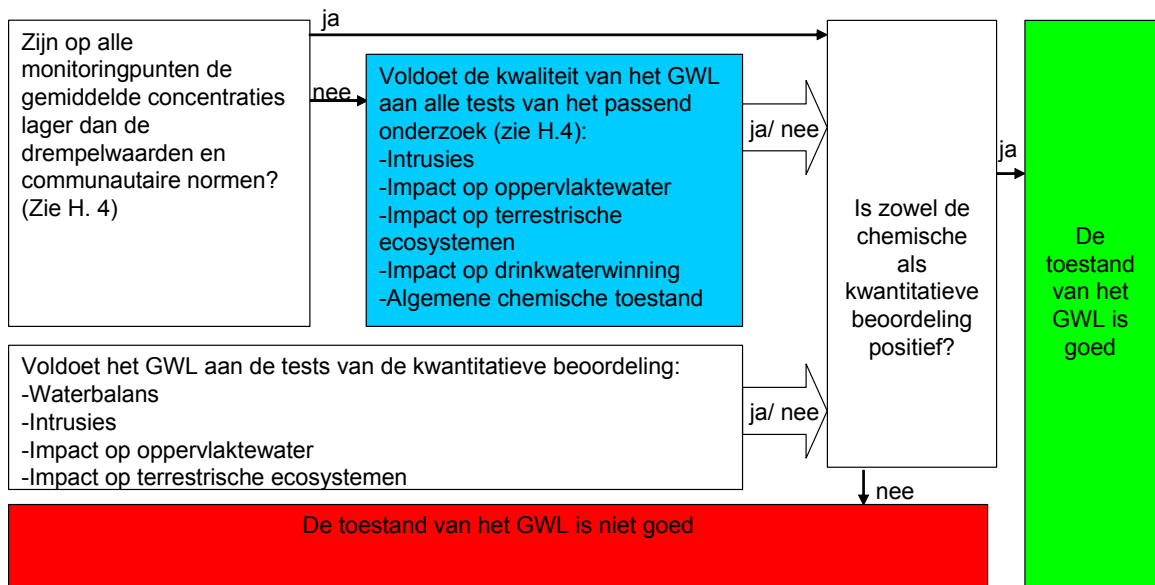 Zijn op alle
monitoringpunten de
gemiddelde concentraties
lager dan de
drempelwaarden en
communautaire normen?
(Zie H. 4)
ja
nee
Voldoet de kwaliteit van het GWL
aan alle tests van het passend
onderzoek (zie H.4):
-Intrusies
-Impact op oppervlaktewater
-Impact op terrestrische
ecosystemen
-Impact op drinkwaterwinning
-Algemene chemische toestand
ja/ nee
Voldoet het GWL aan de tests van de kwantitatieve beoordeling:
-Waterbalans
-Intrusies
-Impact op oppervlaktewater
-Impact op terrestrische ecosystemen
ja/ nee
Is zowel de
chemische
als
kwantitatieve
beoordeling
positief?
ja
De
toestand
van het
GWL is
goed
nee
De toestand van het GWL is niet goed